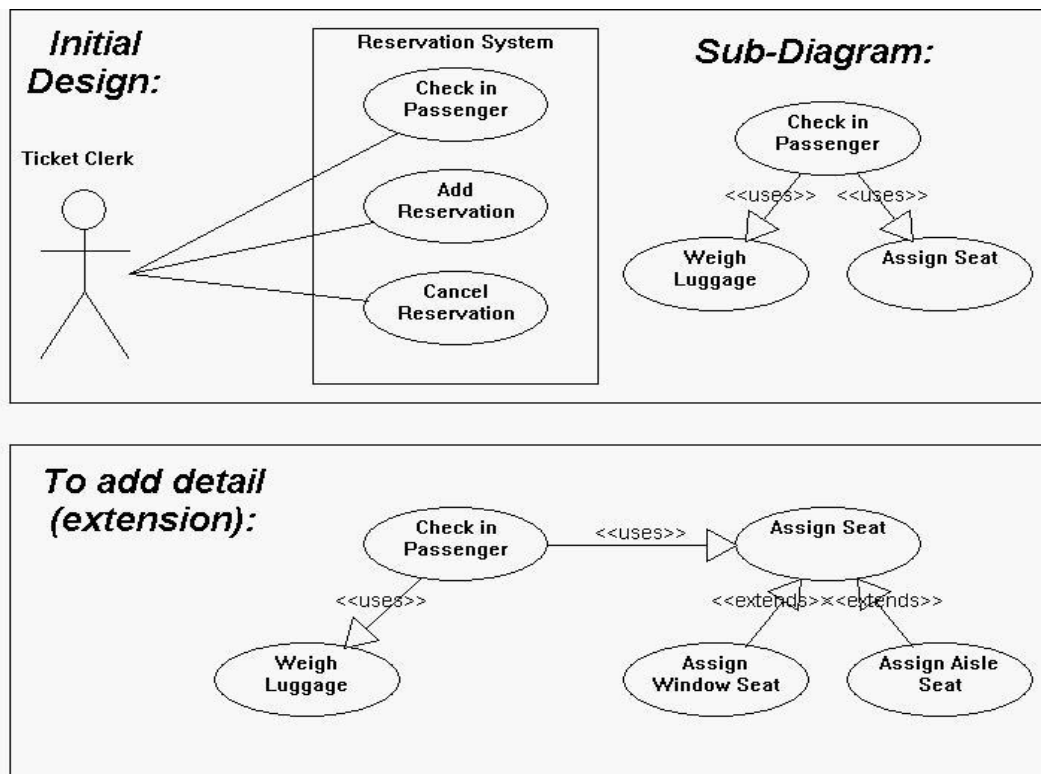 Initial
Design:
Reservation System
Check in
Passenger
Ticket Clerk
Add
Reservation
Cancel
Reservation
Sub-Diagram:
Check in
Passenger
<<uses>> <<uses>>
Weigh
Luggage
Assign Seat
To add detail
(extension):
Check in
Passenger
<<uses>>
Assign Seat
<<uses>>
<<extends>> <<extends>>
Weigh
Luggage
Assign
Window Seat
Assign Aisle
Seat